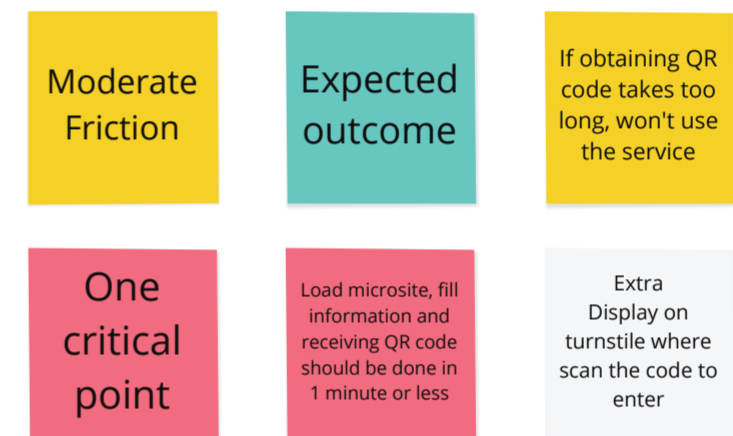 Moderate
Friction
Expected
outcome
If obtaining QR
code takes too
long, won't use
the service
One
critical
point
Load microsite, fill
information and
receiving QR code
should be done in
1 minute or less
Extra
Display on
turnstile where
scan the code to
enter